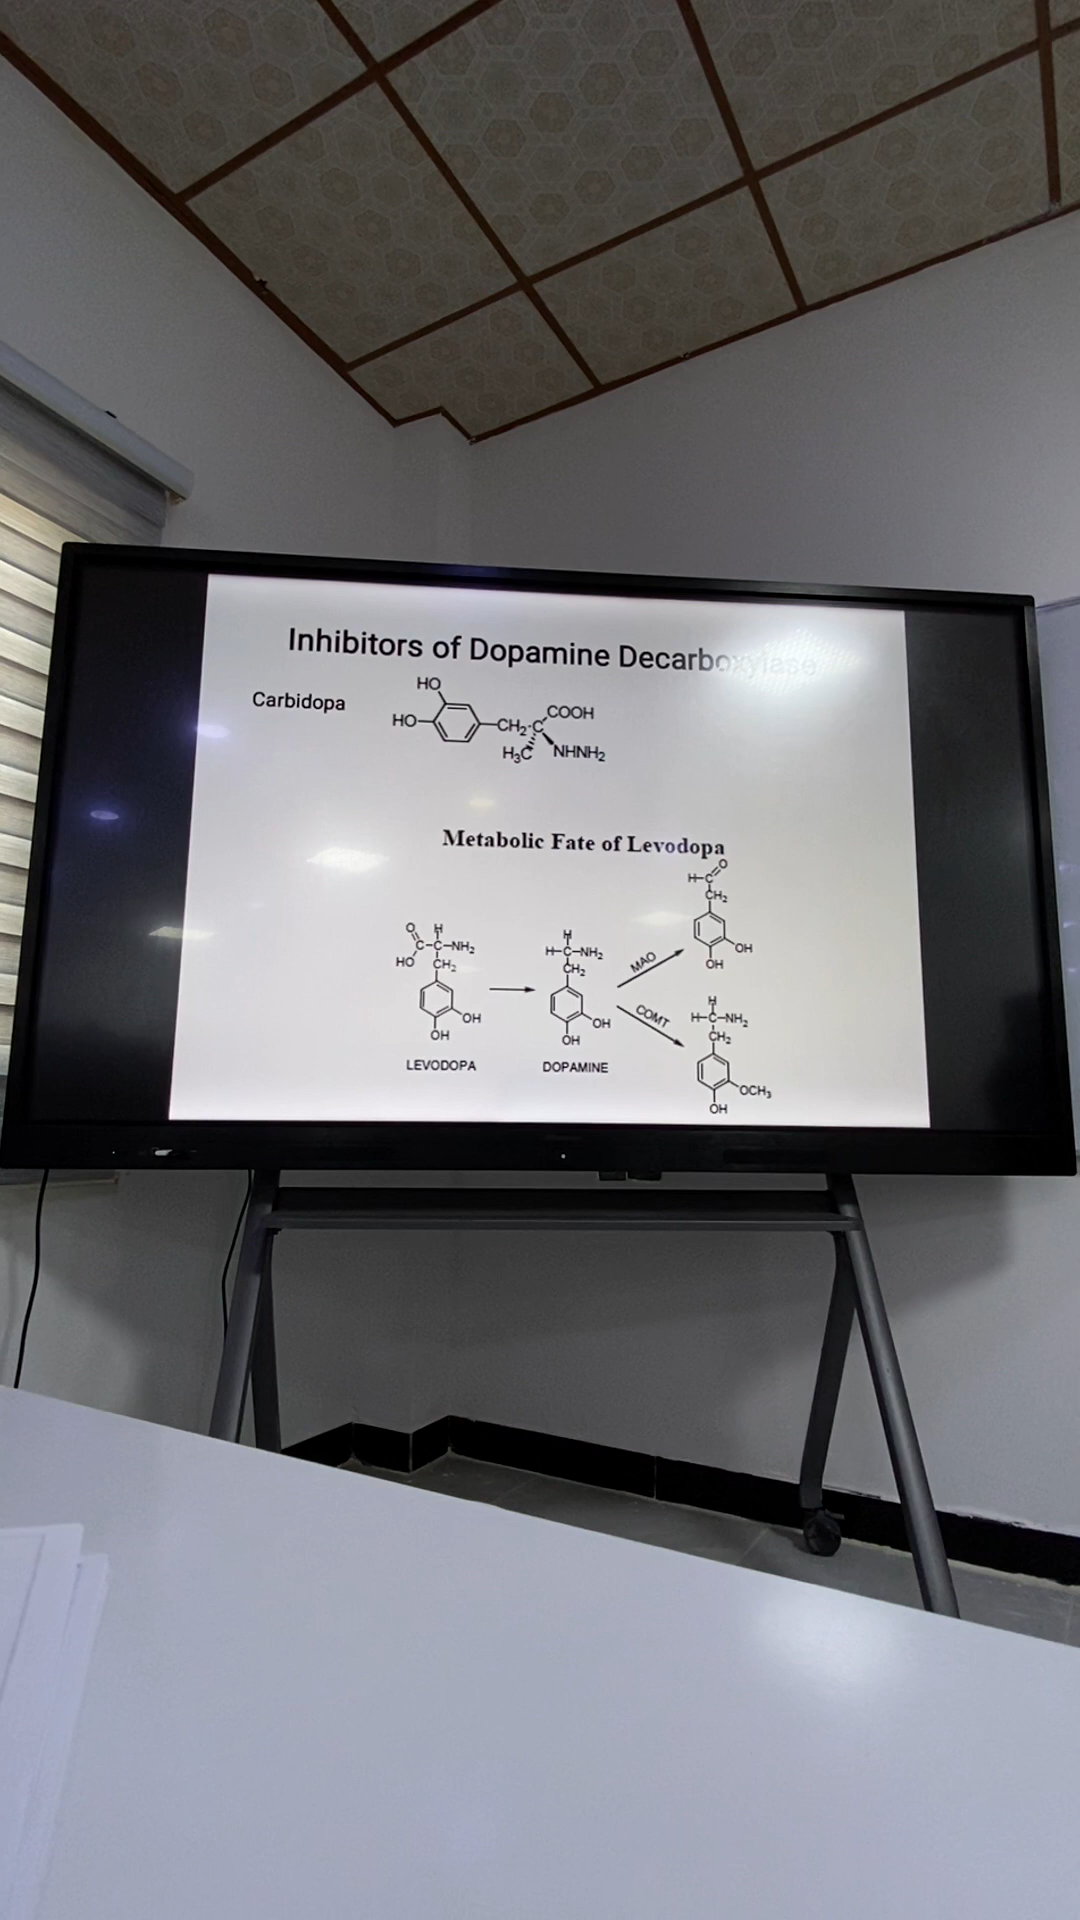 Inhibitors of Dopamine Decarboxylase
Carbidopa
HO
HO
CH₂-C
COOH
H₃C
NHNH₂
Metabolic Fate of Levodopa
O
H-C
CH₂
OH
OH
O
H
C-C-NH₂
HO
CH₂
OH
OH
LEVODOPA
H
H-C-NH₂
CH₂
OH
OH
DOPAMINE
MAO
COMT
H
H-C-NH₂
CH₂
OCH₃
OH